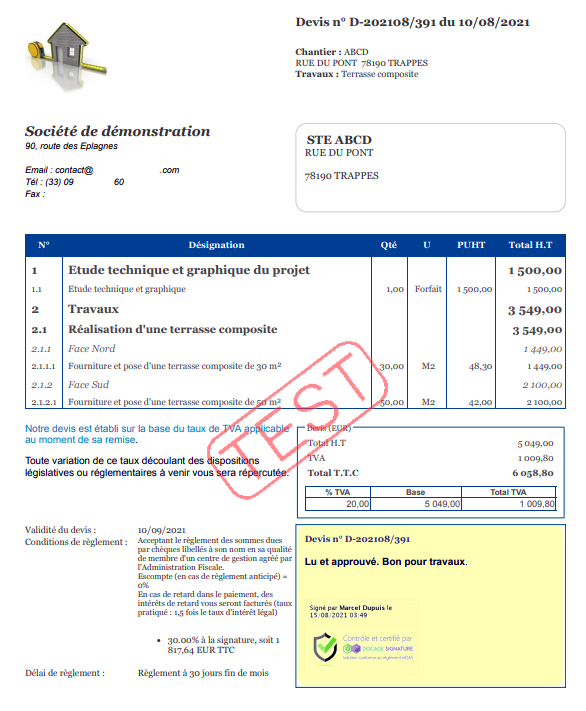 Devis n° D-202108/391 du 10/08/2021
Chantier : ABCD
RUE DU PONT 78190 TRAPPES
Travaux : Terrasse composite
Société de démonstration
90, route des Eplagnes
Email : contact@ .com
Tél : (33) 09 60
Fax :
STE ABCD
RUE DU PONT
78190 TRAPPES
N° Désignation Qté U PUHT Total H.T
1 Etude technique et graphique du projet 1 500,00
1.1 Etude technique et graphique 1,00 Forfait 1 500,00 1 500,00
2 Travaux 3 549,00
2.1 Réalisation d'une terrasse composite 3 549,00
2.1.1 Face Nord 1 449,00
2.1.1.1 Fourniture et pose d'une terrasse composite de 30 m² 30,00 M2 48,30 1 449,00
2.1.2 Face Sud 2 100,00
2.1.2.1 Fourniture et pose d'une terrasse composite de 50 m² 50,00 M2 42,00 2 100,00
TEST
Notre devis est établi sur la base du taux de TVA applicable
au moment de sa remise.
Toute variation de ce taux découlant des dispositions
législatives ou réglementaires à venir vous sera répercutée.
Devis (EUR)
Total H.T 5 049,00
TVA 1 009,80
Total T.T.C 6 058,80
% TVA Base Total TVA
20,00 5 049,00 1 009,80
Validité du devis : 10/09/2021
Conditions de règlement : Acceptant le règlement des sommes dues
par chèques libellés à son nom en sa qualité
de membre d'un centre de gestion agréé par
l'Administration Fiscale.
Escompte (en cas de règlement anticipé) =
0%
En cas de retard dans le paiement, des
intérêts de retard vous seront facturés (taux
pratiqué : 1,5 fois le taux d'intérêt légal)
• 30.00% à la signature, soit 1
817,64 EUR TTC
Délai de règlement : Règlement à 30 jours fin de mois
Devis n° D-202108/391
Lu et approuvé. Bon pour travaux.
Signé par Marcel Dupuis le
15/08/2021 03:49
Contrôlé et certifié par
DOCAGE SIGNATURE
Solution conforme au règlement eIDAS